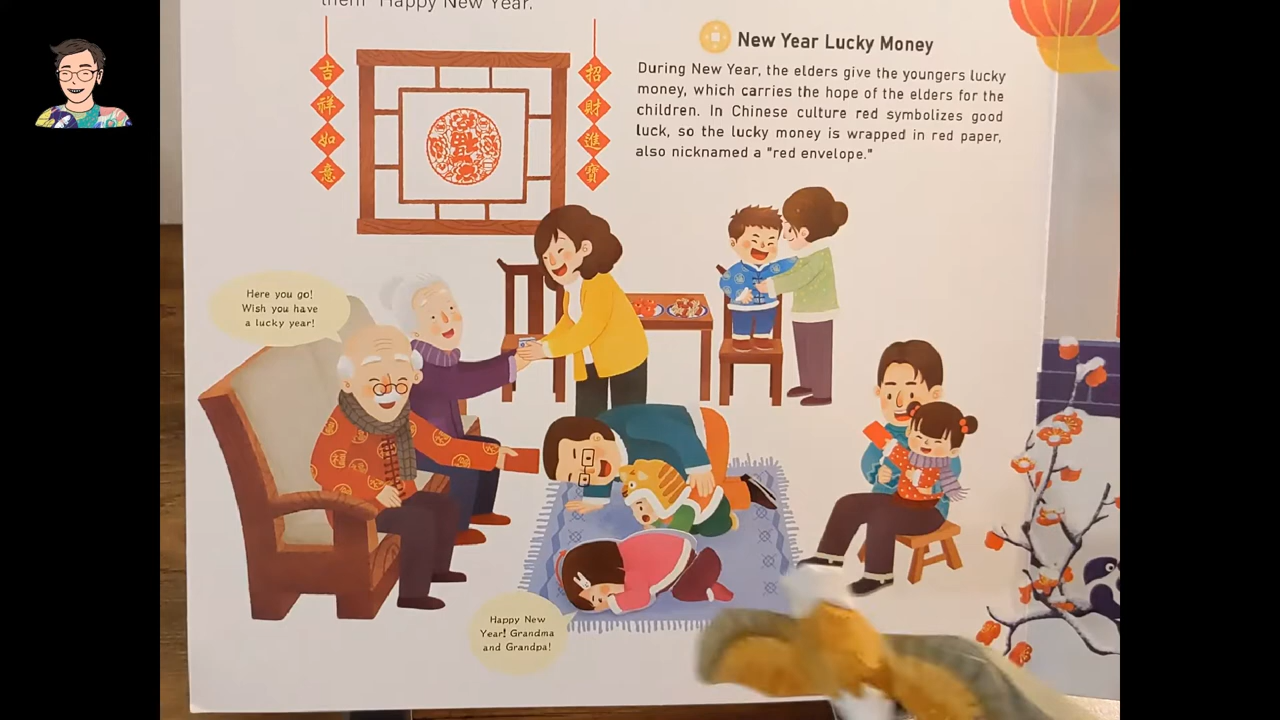 them "Happy New Year.
New Year Lucky Money
During New Year, the elders give the youngers lucky
money, which carries the hope of the elders for the
children. In Chinese culture red symbolizes good
luck, so the lucky money is wrapped in red paper,
also nicknamed a "red envelope."
吉祥如意
福
招財進寶
Here you go!
Wish you have
a lucky year!
Happy New
Year! Grandma
and Grandpa!